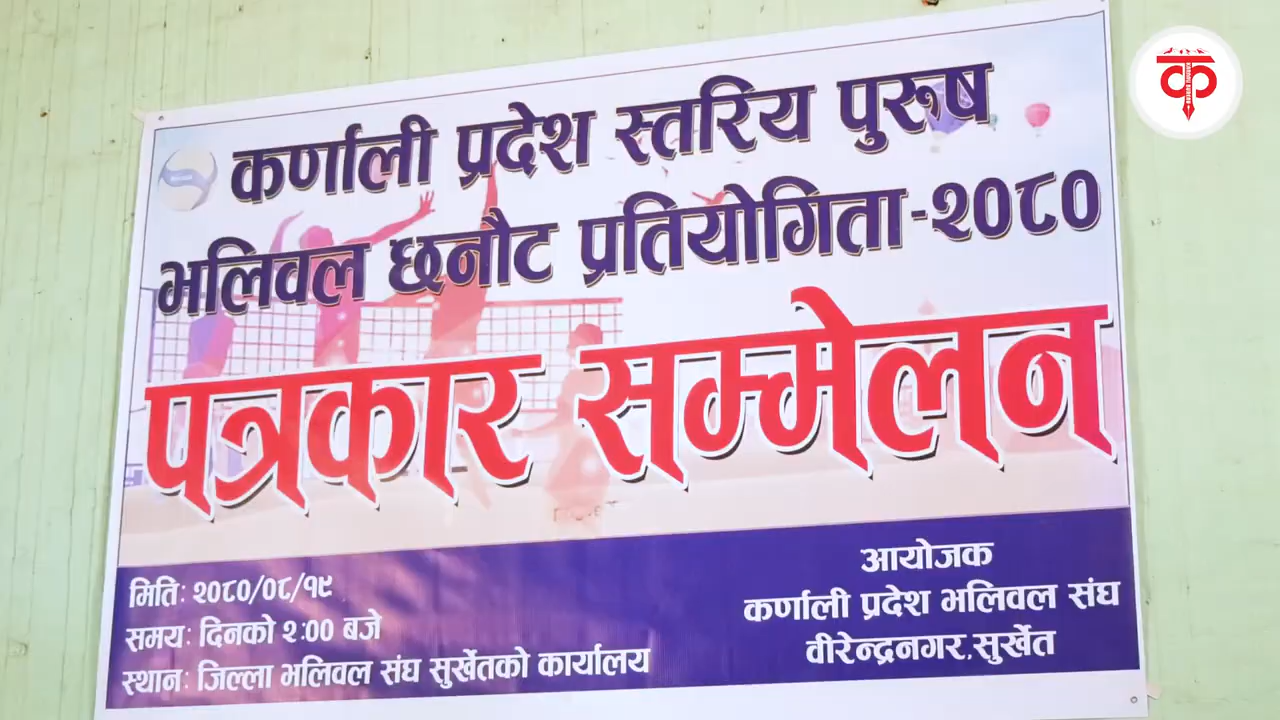 कर्णाली प्रदेश स्तरिय पुरुष
भलिवल छनौट प्रतियोगिता-२०८०
पत्रकार सम्मेलन
मिति: २०८०/०८/१९
समय: दिनको २:०० बजे
स्थान: जिल्ला भलिवल संघ सुर्खेतको कार्यालय
आयोजक
कर्णाली प्रदेश भलिवल संघ
वीरेन्द्रनगर,सुर्खेत